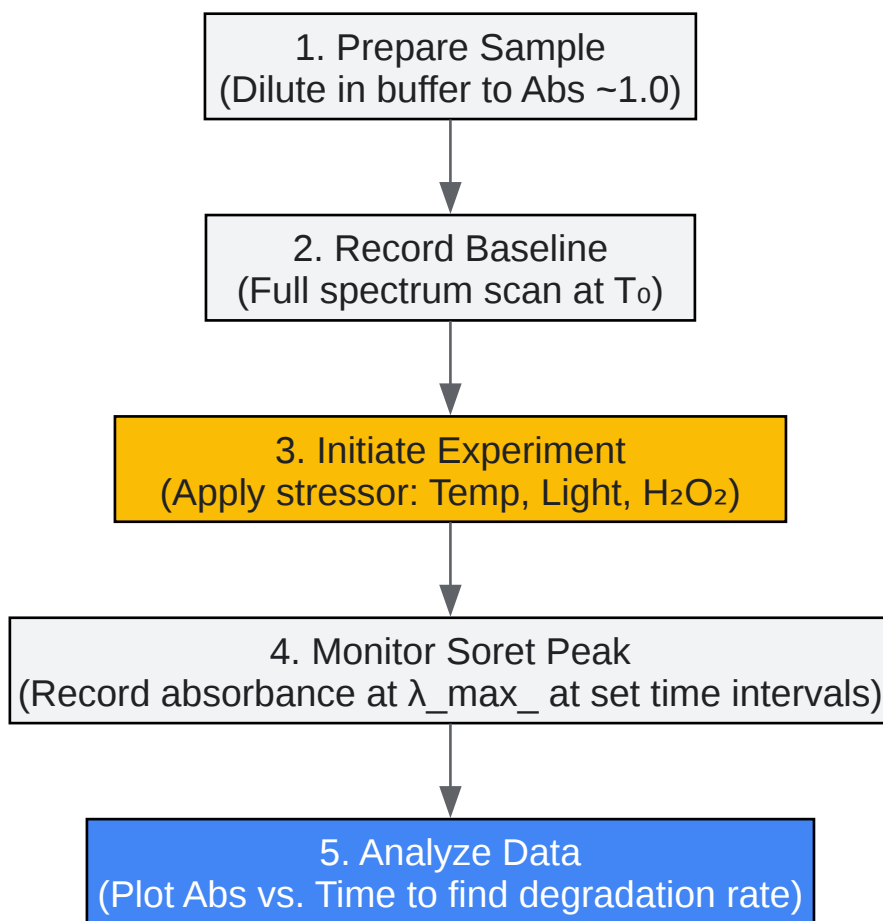 1. Prepare Sample
(Dilute in buffer to Abs ~1.0)
2. Record Baseline
(Full spectrum scan at T₀)
3. Initiate Experiment
(Apply stressor: Temp, Light, H₂O₂)
4. Monitor Soret Peak
(Record absorbance at λ_max_ at set time intervals)
5. Analyze Data
(Plot Abs vs. Time to find degradation rate)